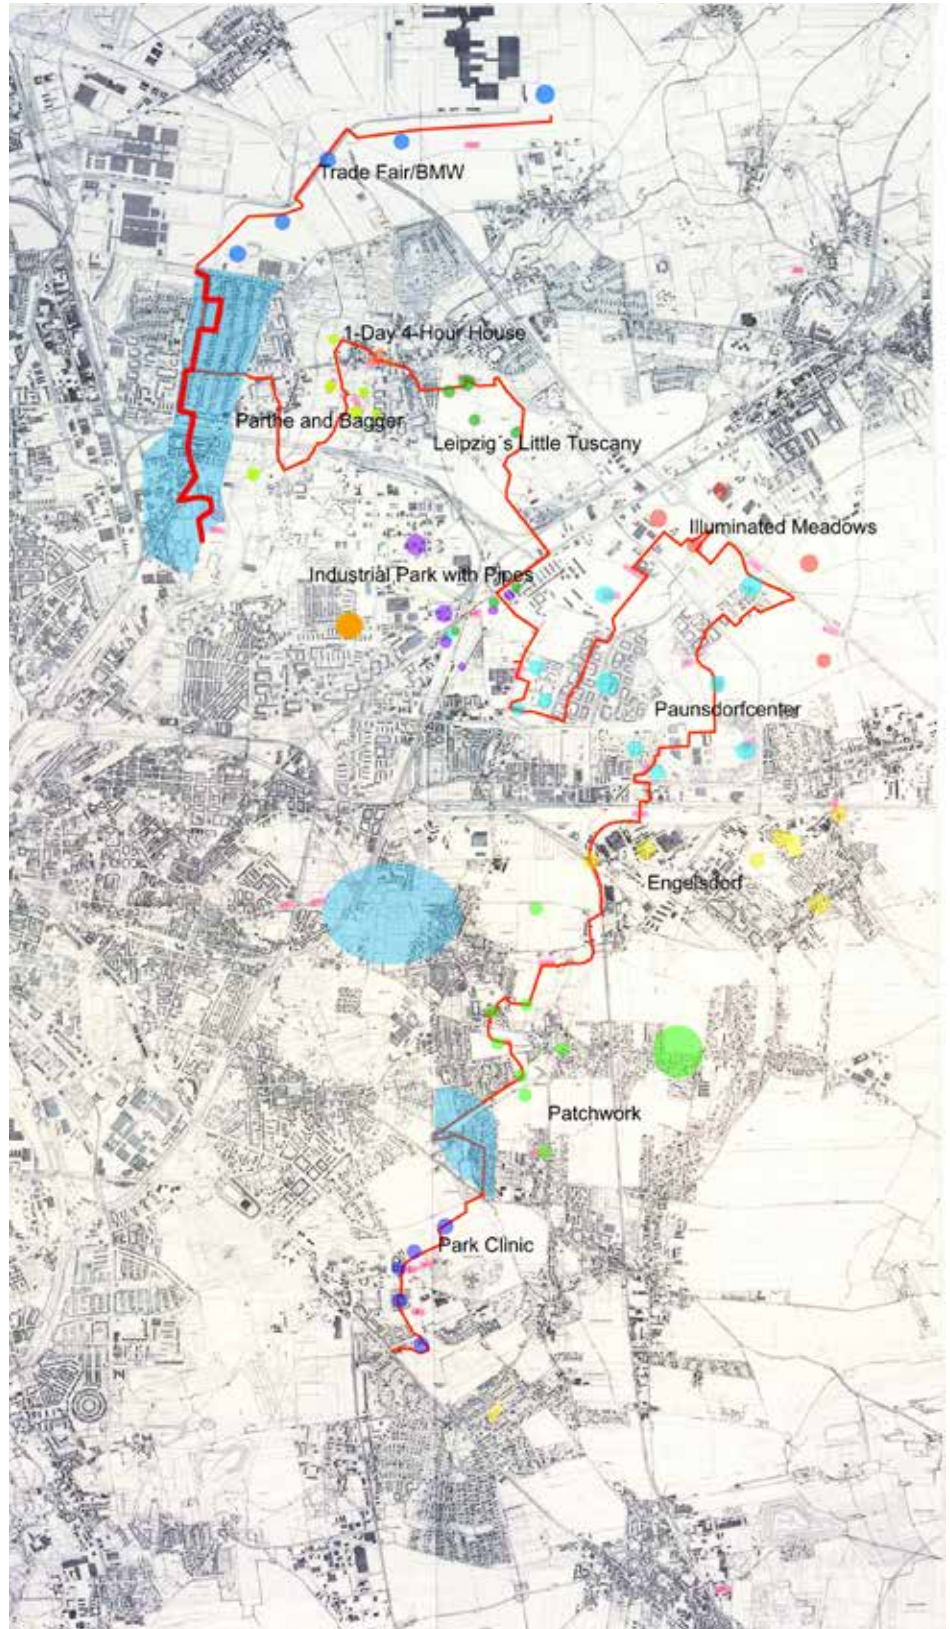 Trade Fair/BMW
1-Day 4-Hour House
Parthe and Bagger
Leipzig´s Little Tuscany
Illuminated Meadows
Industrial Park with Pipes
Paunsdorfcenter
Engelsdorf
Patchwork
Park Clinic